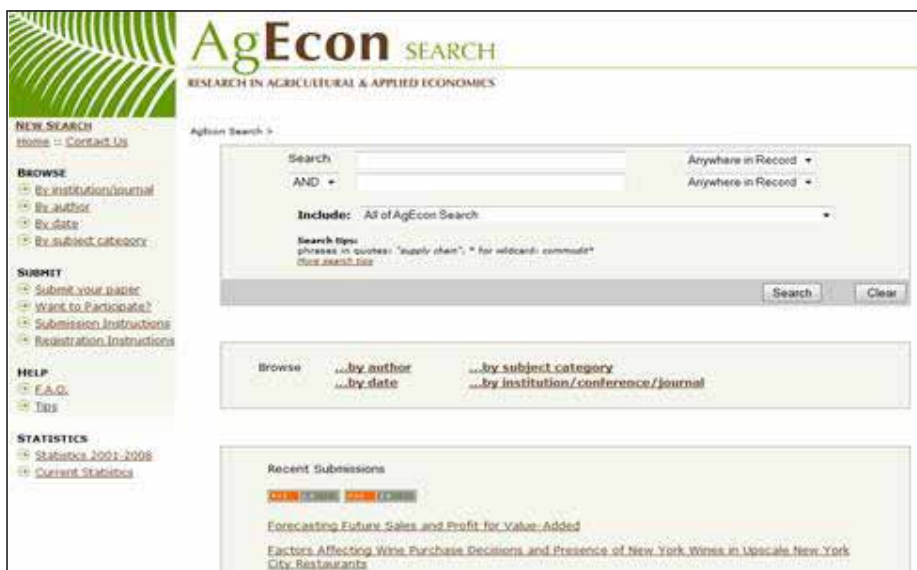 AgEcon SEARCH
RESEARCH IN AGRICULTURAL & APPLIED ECONOMICS
NEW SEARCH
Home :: Contact Us
BROWSE
By institution/journal
By author
By date
By subject category
SUBMIT
Submit your paper
Want to Participate?
Submission Instructions
Registration Instructions
HELP
F.A.Q.
Tips
STATISTICS
Statistics 2001-2008
Current Statistics
AgEcon Search >
Search Anywhere in Record
AND Anywhere in Record
Include: All of AgEcon Search
Search tips:
phrases in quotes: "supply chain", * for wildcard: commodit*
More search tips
Search Clear
Browse ...by author ...by subject category
...by date ...by institution/conference/journal
Recent Submissions
Forecasting Future Sales and Profit for Value-Added
Factors Affecting Wine Purchase Decisions and Presence of New York Wines in Upscale New York
City Restaurants